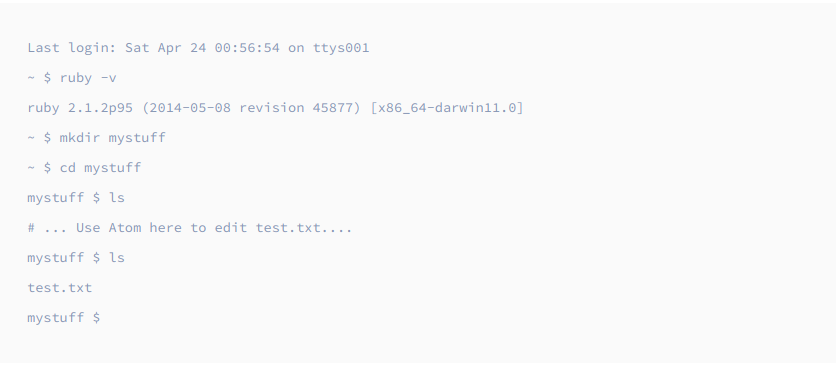 Last login: Sat Apr 24 00:56:54 on ttys001
~ $ ruby -v
ruby 2.1.2p95 (2014-05-08 revision 45877) [x86_64-darwin11.0]
~ $ mkdir mystuff
~ $ cd mystuff
mystuff $ ls
# ... Use Atom here to edit test.txt....
mystuff $ ls
test.txt
mystuff $